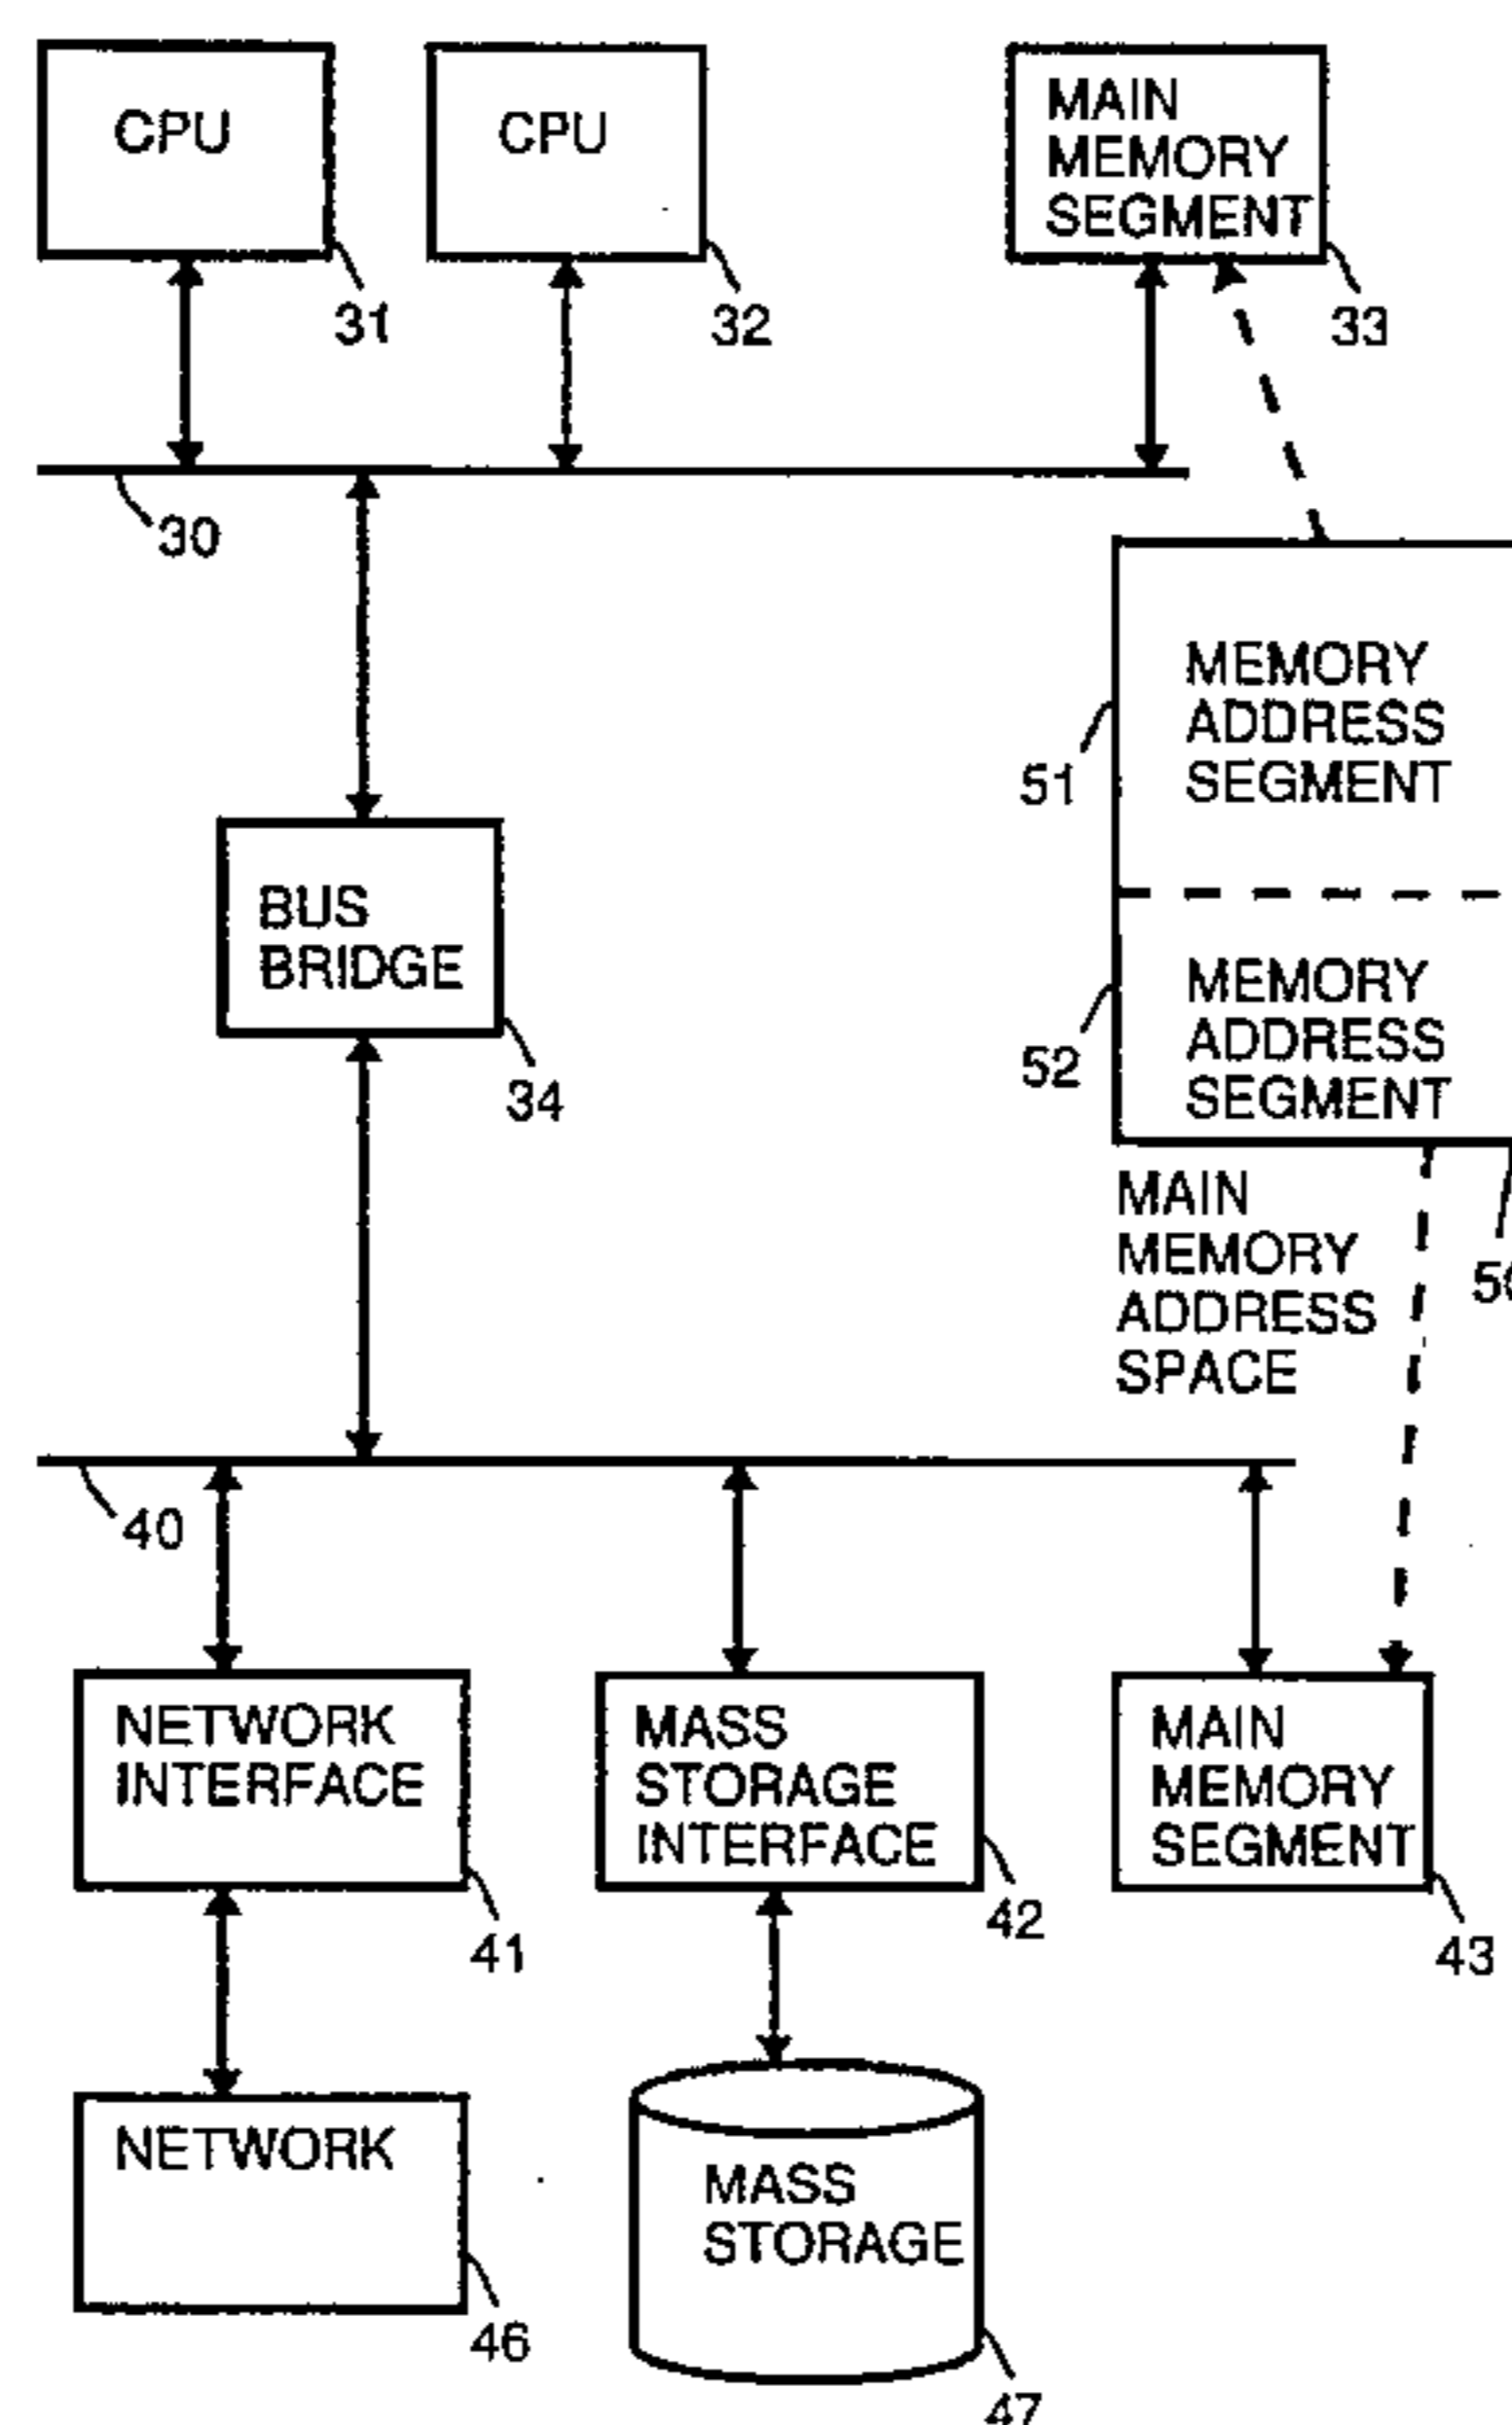 CPU
CPU
MAIN
MEMORY
SEGMENT
31
32
33
30
MEMORY
ADDRESS
SEGMENT
51
BUS
BRIDGE
MEMORY
ADDRESS
SEGMENT
52
34
MAIN
MEMORY
ADDRESS
SPACE
40
NETWORK
INTERFACE
MASS
STORAGE
INTERFACE
MAIN
MEMORY
SEGMENT
41
42
43
NETWORK
MASS
STORAGE
46
47